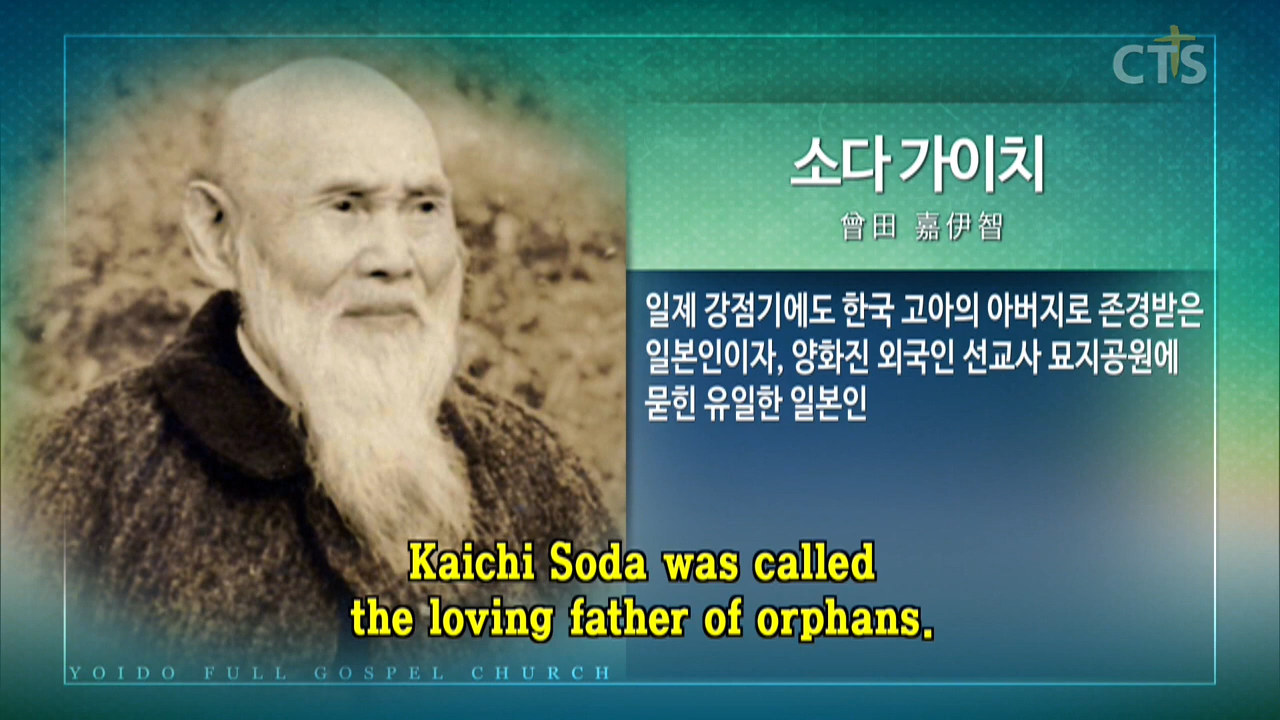 CTS
소다 가이치
曾田 嘉伊智
일제 강점기에도 한국 고아의 아버지로 존경받은
일본인이자, 양화진 외국인 선교사 묘지공원에
묻힌 유일한 일본인
Kaichi Soda was called
the loving father of orphans.
YOIDO FULL GOSPEL CHURCH